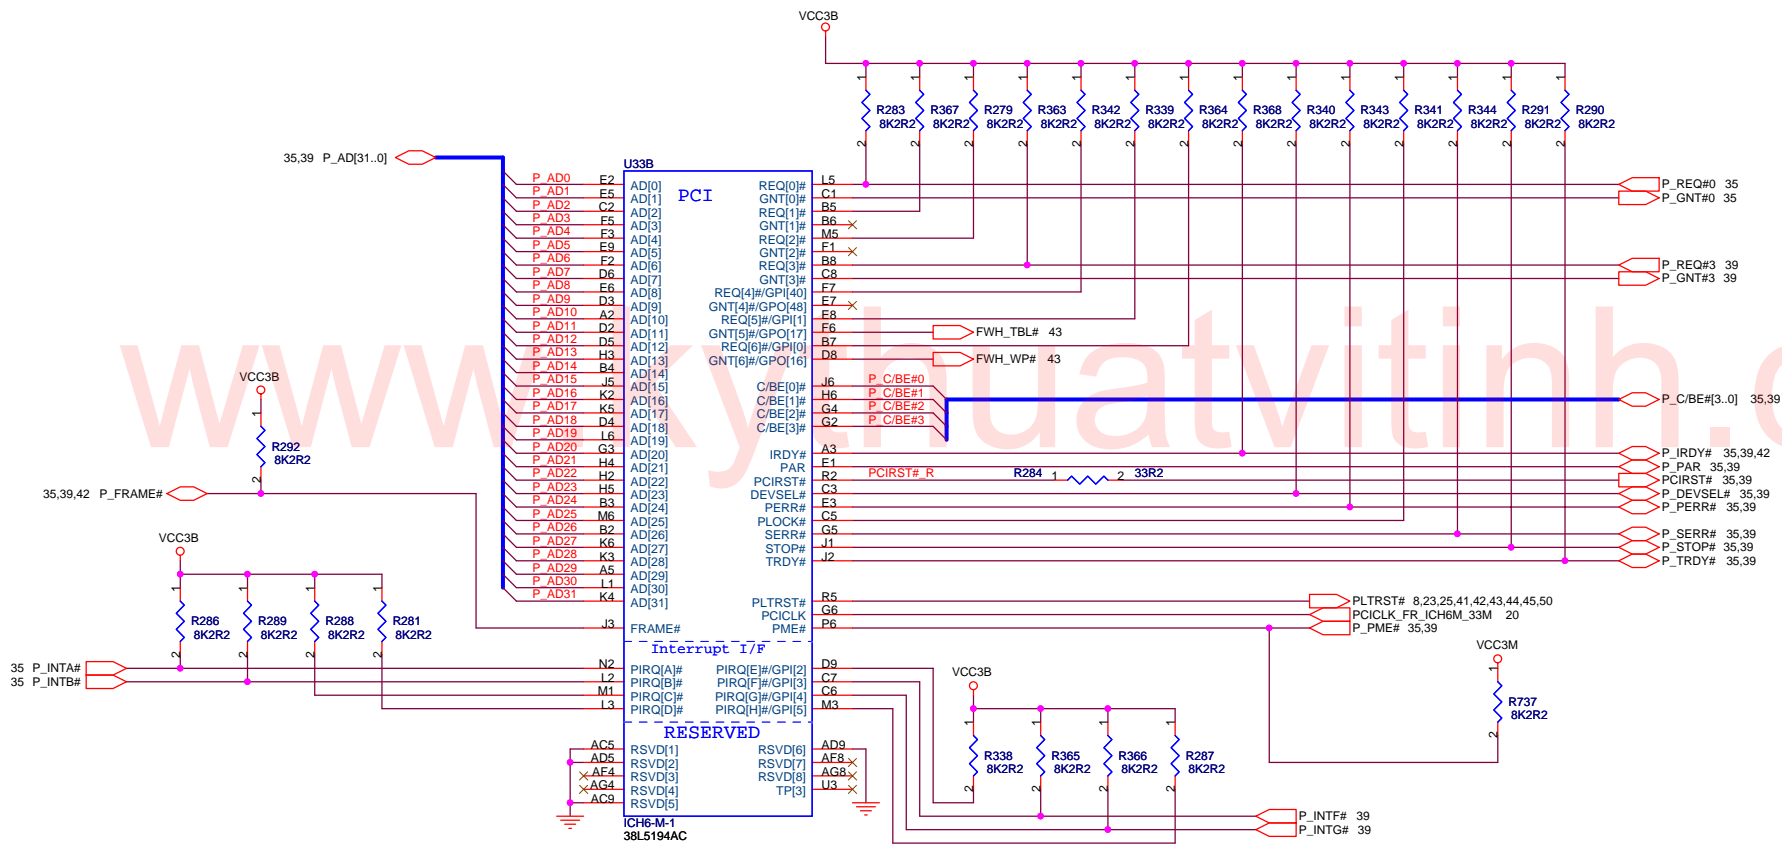 VCC3B
R283 8K2R2
R367 8K2R2
R279 8K2R2
R363 8K2R2
R342 8K2R2
R339 8K2R2
R364 8K2R2
R368 8K2R2
R340 8K2R2
R343 8K2R2
R341 8K2R2
R344 8K2R2
R291 8K2R2
R290 8K2R2
35,39 P_AD[31..0]
U33B
PCI
P_AD0 E2 AD[0]
P_AD1 E5 AD[1]
P_AD2 C2 AD[2]
P_AD3 F5 AD[3]
P_AD4 F3 AD[4]
P_AD5 E9 AD[5]
P_AD6 F2 AD[6]
P_AD7 D6 AD[7]
P_AD8 E6 AD[8]
P_AD9 D3 AD[9]
P_AD10 A2 AD[10]
P_AD11 D2 AD[11]
P_AD12 D5 AD[12]
P_AD13 H3 AD[13]
P_AD14 B4 AD[14]
P_AD15 J5 AD[15]
P_AD16 K2 AD[16]
P_AD17 K5 AD[17]
P_AD18 D4 AD[18]
P_AD19 L6 AD[19]
P_AD20 G3 AD[20]
P_AD21 H4 AD[21]
P_AD22 H2 AD[22]
P_AD23 H5 AD[23]
P_AD24 B3 AD[24]
P_AD25 M6 AD[25]
P_AD26 B2 AD[26]
P_AD27 K6 AD[27]
P_AD28 K3 AD[28]
P_AD29 A5 AD[29]
P_AD30 L1 AD[30]
P_AD31 K4 AD[31]
J3 FRAME#
REQ[0]# L5 P_REQ#0 35
GNT[0]# C1 P_GNT#0 35
REQ[1]# B5
GNT[1]# B6
REQ[2]# M5
GNT[2]# F1
REQ[3]# B8 P_REQ#3 39
GNT[3]# C8 P_GNT#3 39
REQ[4]#/GPI[40] F7
GNT[4]#/GPO[48] E7
REQ[5]#/GPI[1] E8
GNT[5]#/GPO[17] F6 FWH_TBL# 43
REQ[6]#/GPI[0] B7
GNT[6]#/GPO[16] D8 FWH_WP# 43
C/BE[0]# J6 P_C/BE#0
C/BE[1]# H6 P_C/BE#1
C/BE[2]# G4 P_C/BE#2
C/BE[3]# G2 P_C/BE#3
P_C/BE#[3..0] 35,39
IRDY# A3 P_IRDY# 35,39,42
PAR E1 P_PAR 35,39
PCIRST# R2 PCIRST#_R R284 1 2 33R2 PCIRST# 35,39
DEVSEL# C3 P_DEVSEL# 35,39
PERR# E3 P_PERR# 35,39
PLOCK# C5
SERR# G5 P_SERR# 35,39
STOP# J1 P_STOP# 35,39
TRDY# J2 P_TRDY# 35,39
PLTRST# R5 PLTRST# 8,23,25,41,42,43,44,45,50
PCICLK G6 PCICLK_FR_ICH6M_33M 20
PME# P6 P_PME# 35,39
VCC3B
1
R292
8K2R2
2
35,39,42 P_FRAME#
VCC3B
R286 8K2R2
R289 8K2R2
R288 8K2R2
R281 8K2R2
35 P_INTA#
35 P_INTB#
Interrupt I/F
N2 PIRQ[A]# PIRQ[E]#/GPI[2] D9
L2 PIRQ[B]# PIRQ[F]#/GPI[3] C7
M1 PIRQ[C]# PIRQ[G]#/GPI[4] C6
L3 PIRQ[D]# PIRQ[H]#/GPI[5] M3
RESERVED
AC5 RSVD[1] RSVD[6] AD9
AD5 RSVD[2] RSVD[7] AF8
AF4 RSVD[3] RSVD[8] AG8
AG4 RSVD[4] TP[3] U3
AC9 RSVD[5]
ICH6-M-1
38L5194AC
VCC3B
R338 8K2R2
R365 8K2R2
R366 8K2R2
R287 8K2R2
P_INTF# 39
P_INTG# 39
VCC3M
1
R737
8K2R2
2
www.kythuatvitinh.c